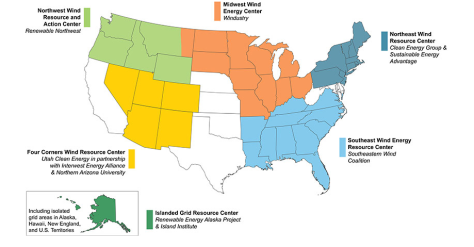 Northwest Wind
Resource and
Action Center
Renewable Northwest
Midwest Wind
Energy Center
Windustry
Northeast Wind
Resource Center
Clean Energy Group &
Sustainable Energy
Advantage
Four Corners Wind Resource Center
Utah Clean Energy in partnership
with Interwest Energy Alliance
& Northern Arizona University
Southeast Wind Energy
Resource Center
Southeastern Wind
Coalition
Including isolated
grid areas in Alaska,
Hawaii, New England,
and U.S. Territories
Islanded Grid Resource Center
Renewable Energy Alaska Project
& Island Institute